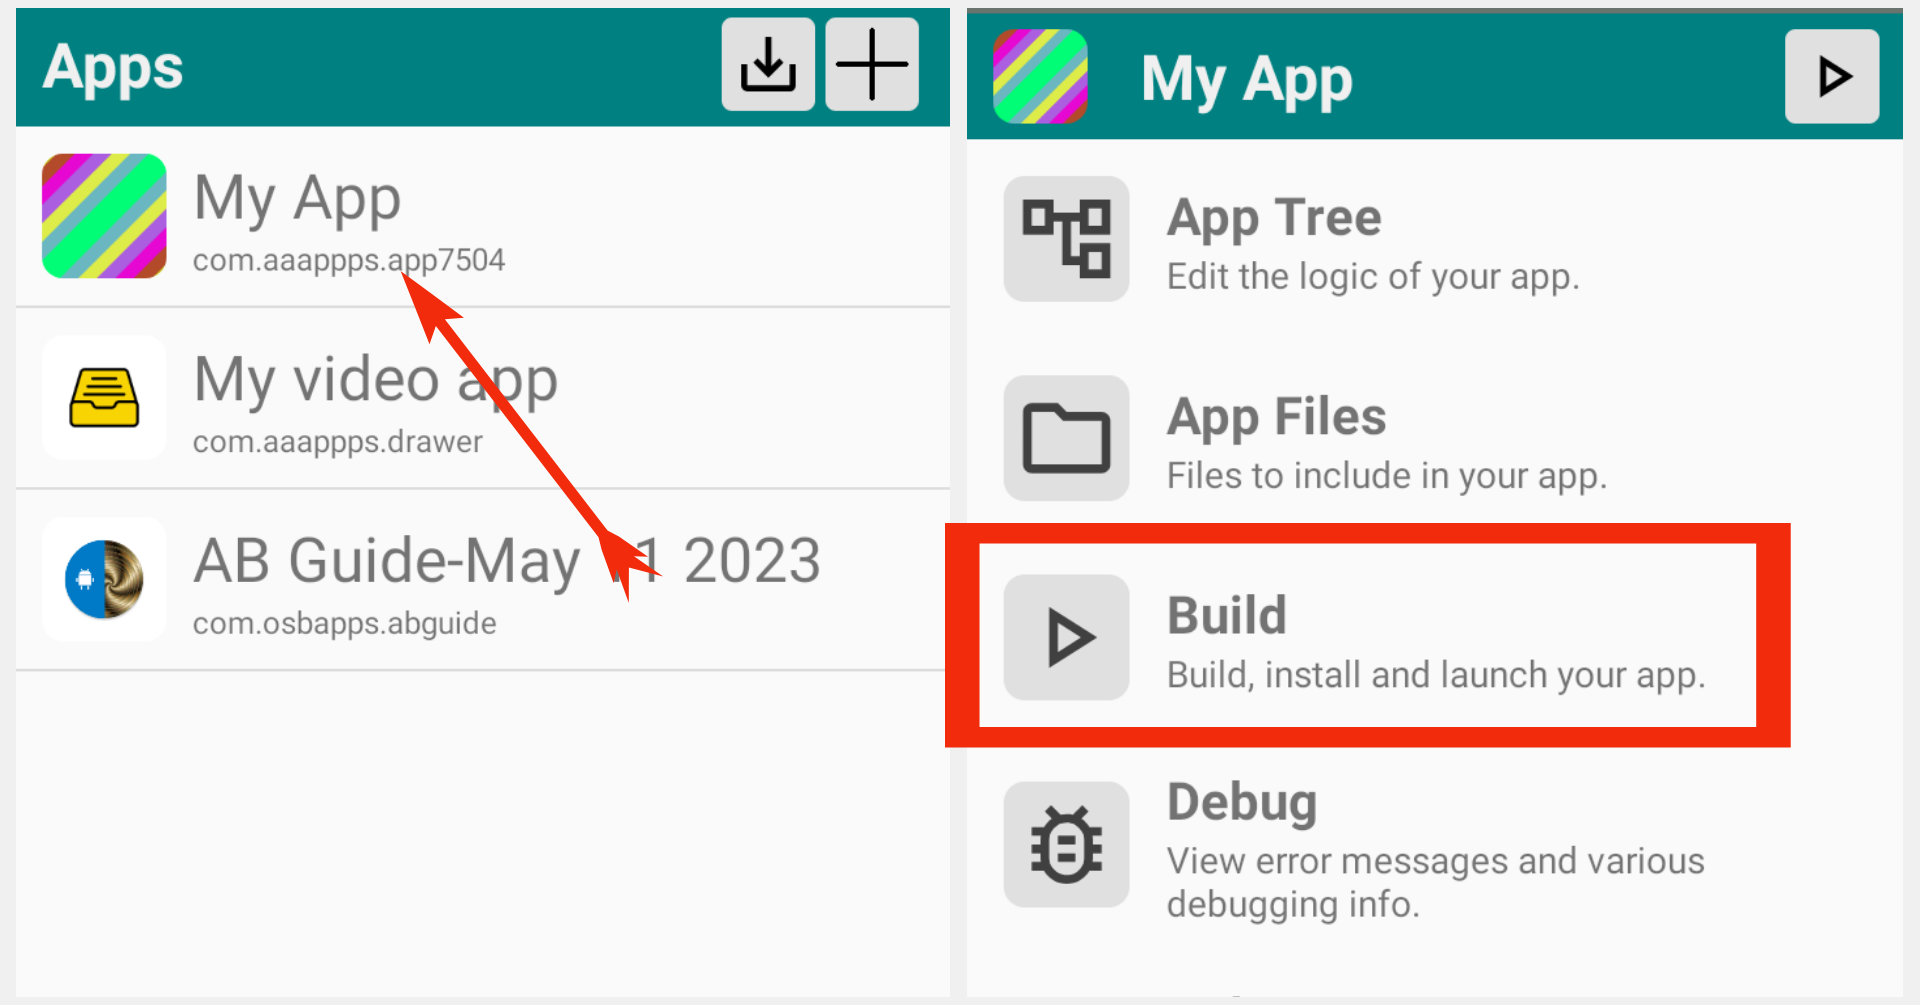 Apps
My App
com.aaappps.app7504
My video app
com.aaappps.drawer
AB Guide-May 11 2023
com.osbapps.abguide
My App
App Tree
Edit the logic of your app.
App Files
Files to include in your app.
Build
Build, install and launch your app.
Debug
View error messages and various
debugging info.